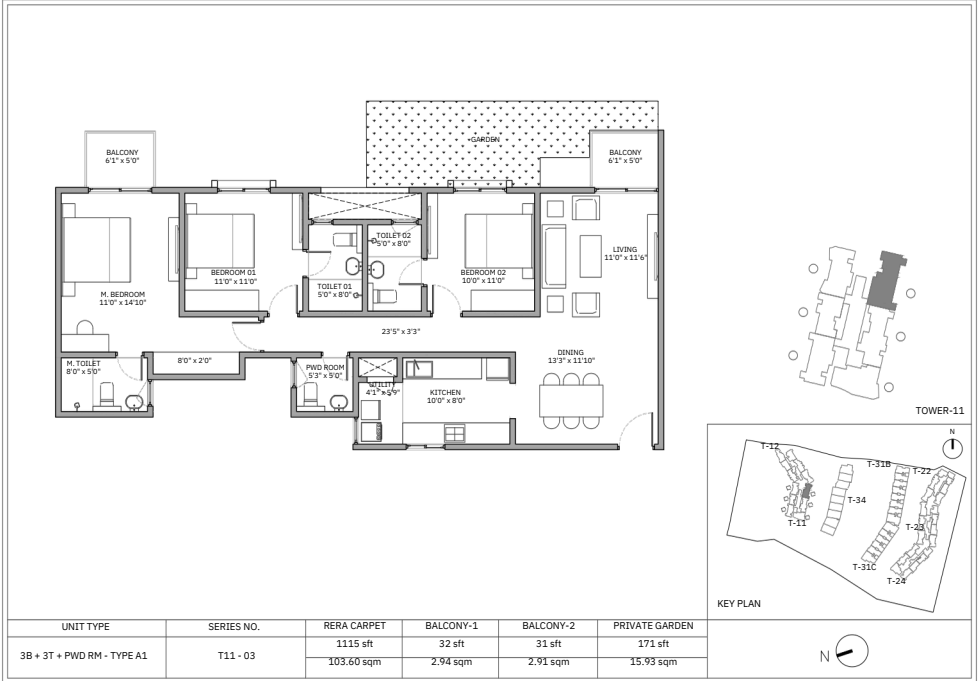 GARDEN
BALCONY
6'1" x 5'0"
BALCONY
6'1" x 5'0"
TOILET 02
5'0" x 8'0"
LIVING
11'0" x 11'6"
BEDROOM 01
11'0" x 11'0"
BEDROOM 02
10'0" x 11'0"
TOILET 01
5'0" x 8'0"
M. BEDROOM
11'0" x 14'10"
23'5" x 3'3"
DINING
13'3" x 11'10"
M. TOILET
8'0" x 5'0"
8'0" x 2'0"
PWD ROOM
5'3" x 5'0"
UTILITY
4'1" x 5'9"
KITCHEN
10'0" x 8'0"
TOWER-11
N
T-12
T-31B
T-22
T-34
T-11
T-23
T-31C
T-24
KEY PLAN
UNIT TYPE SERIES NO. RERA CARPET BALCONY-1 BALCONY-2 PRIVATE GARDEN
3B + 3T + PWD RM - TYPE A1 T11 - 03
1115 sft 32 sft 31 sft 171 sft
103.60 sqm 2.94 sqm 2.91 sqm 15.93 sqm
N